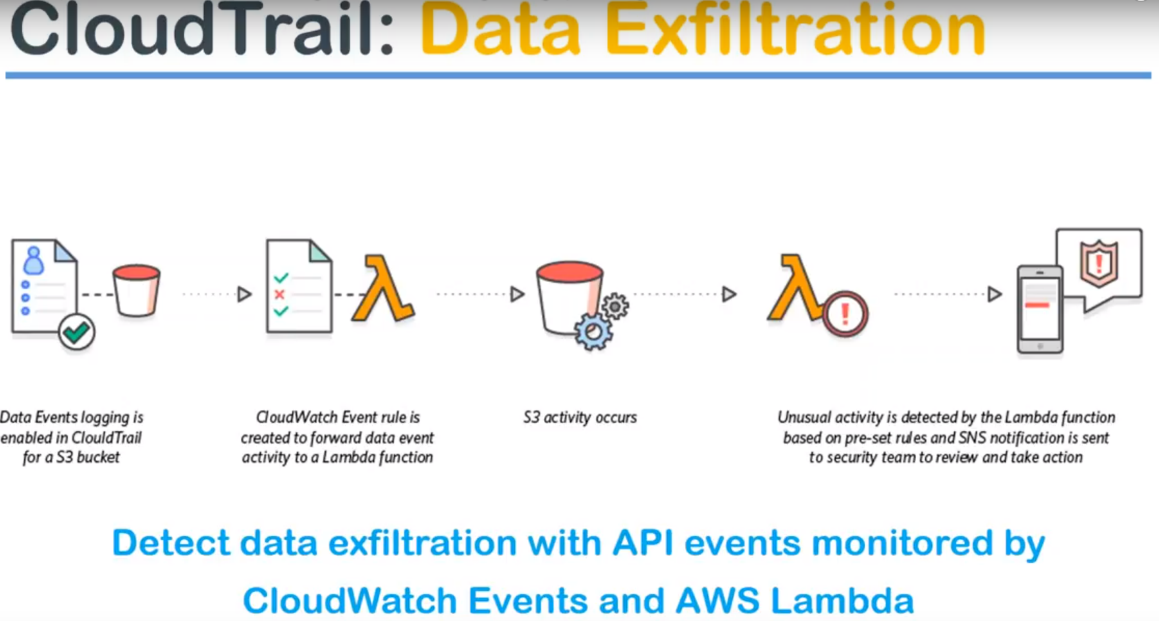 CloudTrail: Data Exfiltration
Data Events logging is
enabled in ClouldTrail
for a S3 bucket
CloudWatch Event rule is
created to forward data event
activity to a Lambda function
S3 activity occurs
Unusual activity is detected by the Lambda function
based on pre-set rules and SNS notification is sent
to security team to review and take action
Detect data exfiltration with API events monitored by
CloudWatch Events and AWS Lambda